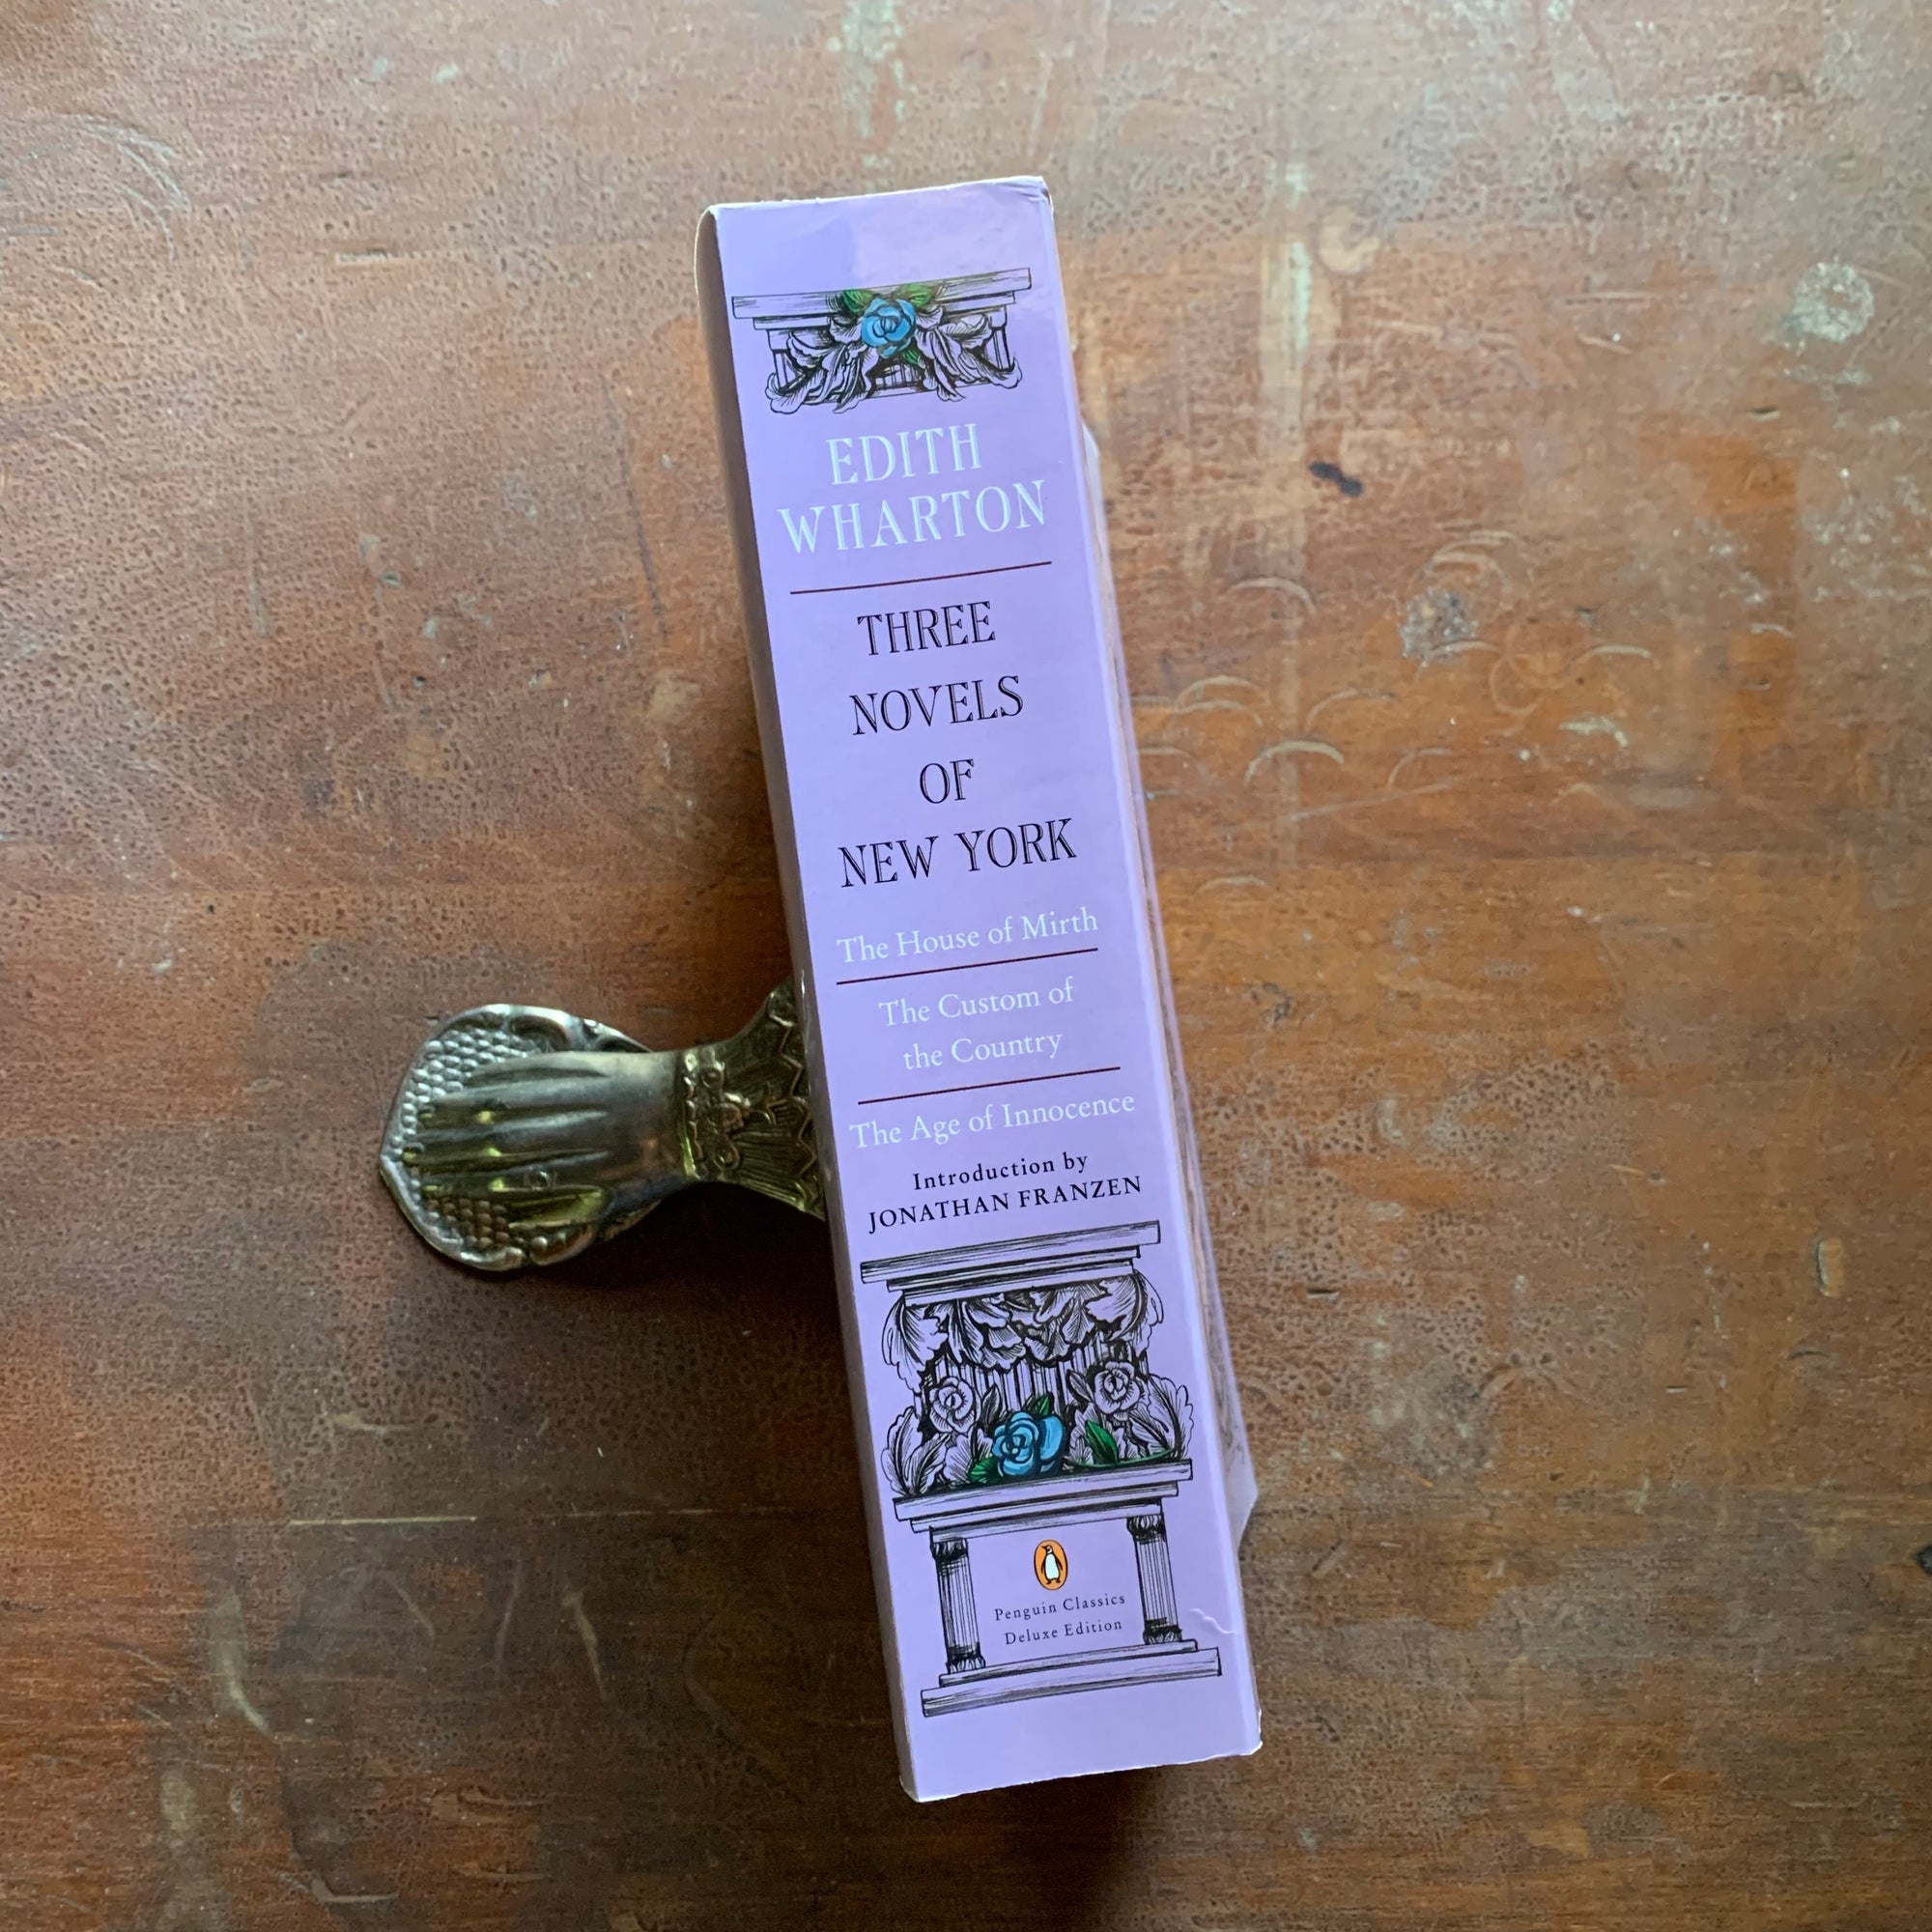 EDITH
WHARTON
THREE
NOVELS
OF
NEW YORK
The House of Mirth
The Custom of
the Country
The Age of Innocence
Introduction by
JONATHAN FRANZEN
Penguin Classics
Deluxe Edition